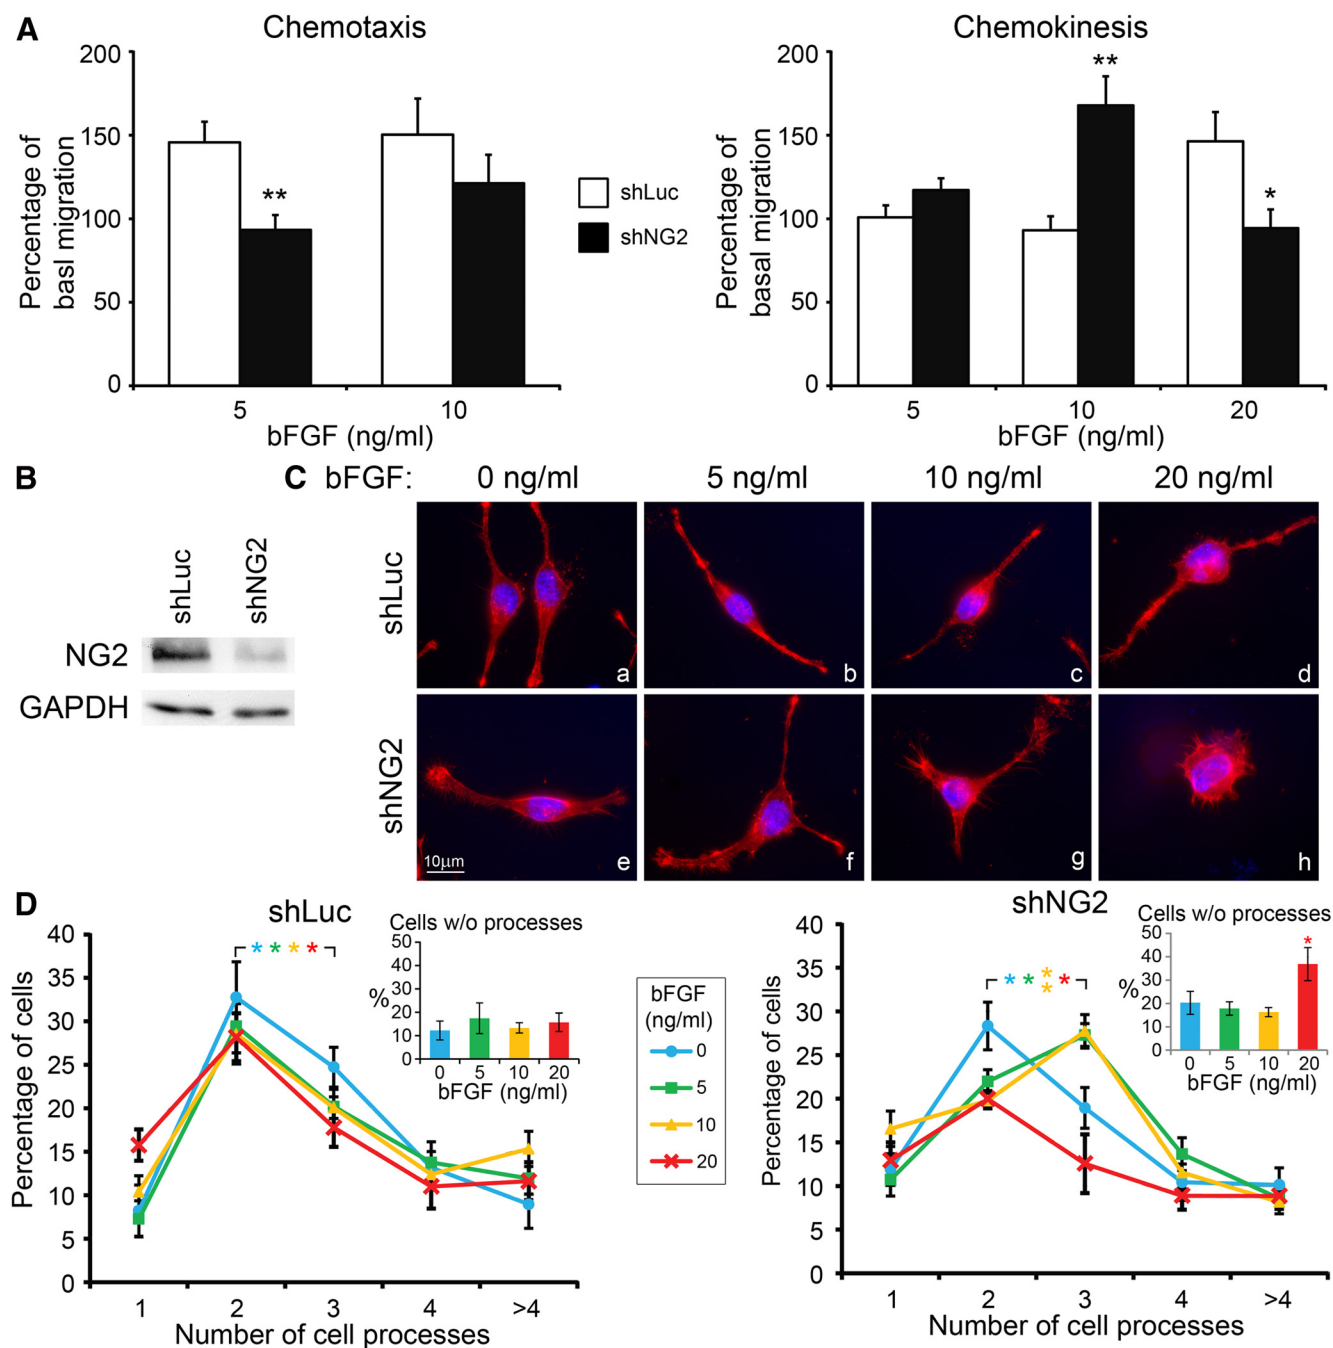 A
Chemotaxis
Percentage of
basl migration
200
150
100
50
0
**
5
10
bFGF (ng/ml)
shLuc
shNG2
Chemokinesis
Percentage of
basal migration
200
150
100
50
0
**
*
5
10
20
bFGF (ng/ml)
B
shLuc
shNG2
NG2
GAPDH
C
bFGF:
0 ng/ml
5 ng/ml
10 ng/ml
20 ng/ml
shLuc
a
b
c
d
shNG2
10μm
e
f
g
h
D
shLuc
Percentage of cells
40
35
30
25
20
15
10
5
0
* * * *
1
2
3
4
>4
Number of cell processes
Cells w/o processes
%
50
40
30
20
10
0
0
5
10
20
bFGF (ng/ml)
bFGF
(ng/ml)
0
5
10
20
shNG2
Percentage of cells
40
35
30
25
20
15
10
5
0
* * ** *
1
2
3
4
>4
Number of cell processes
Cells w/o processes
%
50
40
30
20
10
0
*
0
5
10
20
bFGF (ng/ml)